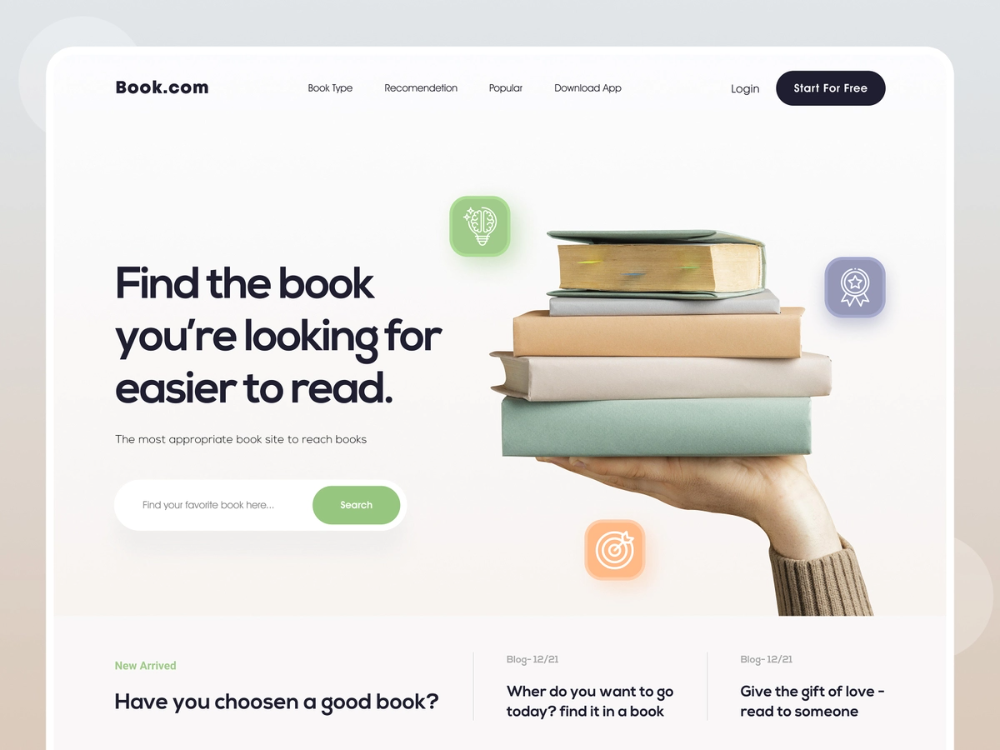 Book.com
Book Type
Recomendetion
Popular
Download App
Login
Start For Free
Find the book
you're looking for
easier to read.
The most appropriate book site to reach books
Find your favorite book here...
Search
New Arrived
Have you choosen a good book?
Blog-12/21
Wher do you want to go
today? find it in a book
Blog-12/21
Give the gift of love -
read to someone